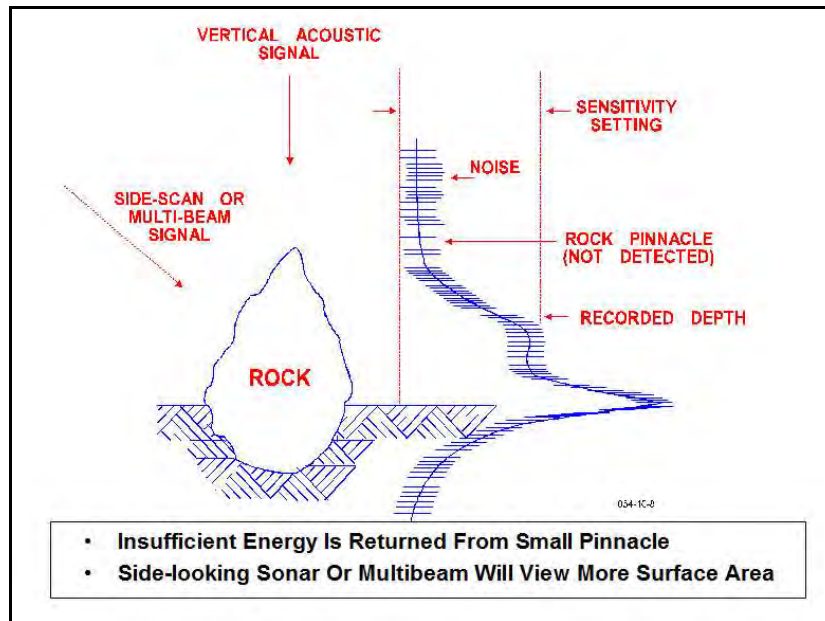 VERTICAL ACOUSTIC
SIGNAL
SENSITIVITY
SETTING
NOISE
SIDE-SCAN OR
MULTI-BEAM
SIGNAL
ROCK PINNACLE
(NOT DETECTED)
RECORDED DEPTH
ROCK
• Insufficient Energy Is Returned From Small Pinnacle
• Side-looking Sonar Or Multibeam Will View More Surface Area